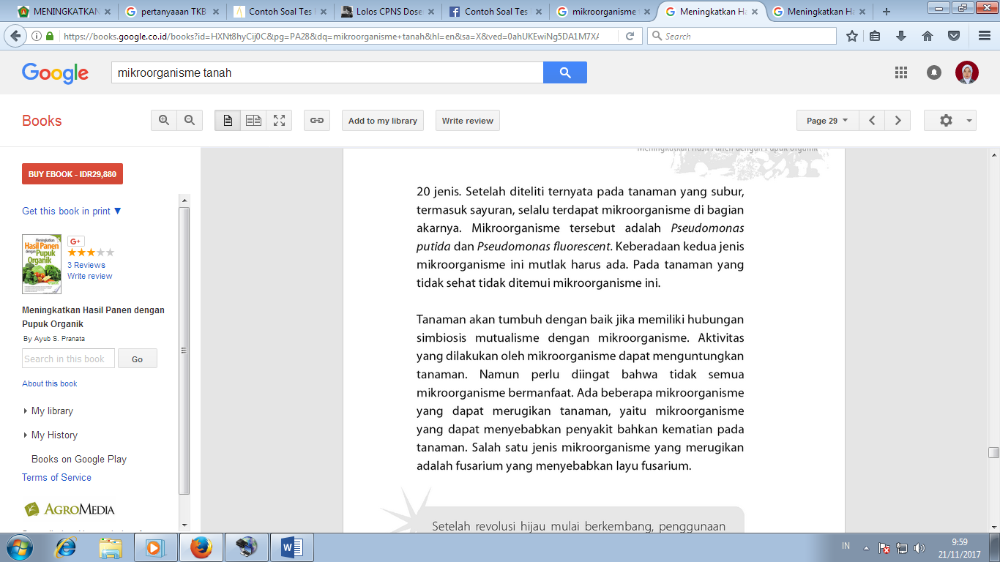 MENINGKATKAN
pertanyaaan TKB
Contoh Soal Tes
Lolos CPNS Dose
Contoh Soal Tes
mikroorganisme
Meningkatkan Ha
Meningkatkan Ha
https://books.google.co.id/books?id=HXNt8hyCij0C&pg=PA28&dq=mikroorganisme+tanah&hl=en&sa=X&ved=0ahUKEwiNg5DA1M7XA
Search
Google
mikroorganisme tanah
Books
Add to my library
Write review
Page 29
BUY EBOOK - IDR29,880
Get this book in print ▼
Meningkatkan
Hasil Panen
dengan
Pupuk
Organik
G+
3 Reviews
Write review
Meningkatkan Hasil Panen dengan
Pupuk Organik
By Ayub S. Pranata
Search in this book
Go
About this book
My library
My History
Books on Google Play
Terms of Service
AGROMEDIA
Meningkatkan Hasil Panen dengan Pupuk Organik
20 jenis. Setelah diteliti ternyata pada tanaman yang subur,
termasuk sayuran, selalu terdapat mikroorganisme di bagian
akarnya. Mikroorganisme tersebut adalah Pseudomonas
putida dan Pseudomonas fluorescent. Keberadaan kedua jenis
mikroorganisme ini mutlak harus ada. Pada tanaman yang
tidak sehat tidak ditemui mikroorganisme ini.
Tanaman akan tumbuh dengan baik jika memiliki hubungan
simbiosis mutualisme dengan mikroorganisme. Aktivitas
yang dilakukan oleh mikroorganisme dapat menguntungkan
tanaman. Namun perlu diingat bahwa tidak semua
mikroorganisme bermanfaat. Ada beberapa mikroorganisme
yang dapat merugikan tanaman, yaitu mikroorganisme
yang dapat menyebabkan penyakit bahkan kematian pada
tanaman. Salah satu jenis mikroorganisme yang merugikan
adalah fusarium yang menyebabkan layu fusarium.
Setelah revolusi hijau mulai berkembang, penggunaan
IN
9:59
21/11/2017